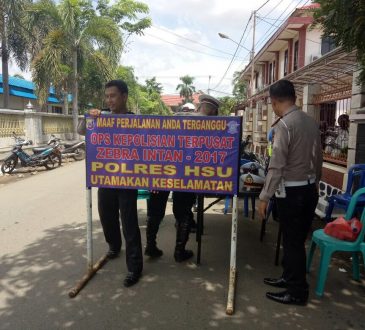 MAAF PERJALANAN ANDA TERGANGGU
OPS KEPOLISIAN TERPUSAT
ZEBRA INTAN - 2017
POLRES HSU
UTAMAKAN KESELAMATAN